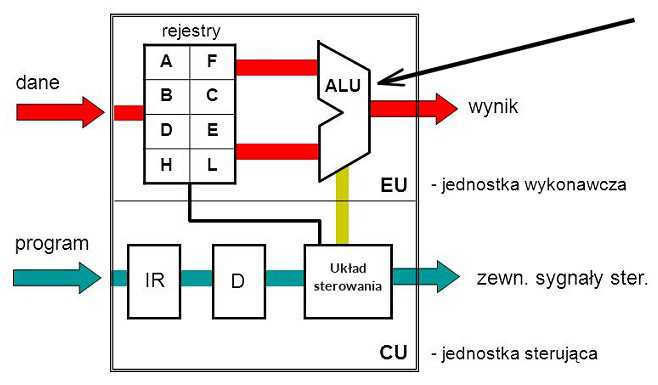 rejestry
A F
B C
D E
H L
ALU
dane
wynik
EU - jednostka wykonawcza
program
IR
D
Układ
sterowania
zewn. sygnały ster.
CU - jednostka sterująca